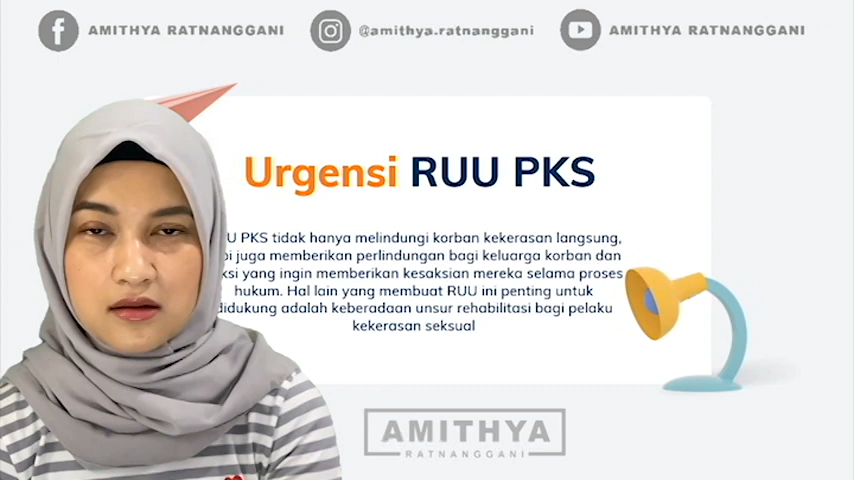 AMITHYA RATNANGGANI
@amithya.ratnanggani
AMITHYA RATNANGGANI
Urgensi RUU PKS
PKS tidak hanya melindungi korban kekerasan langsung,
juga memberikan perlindungan bagi keluarga korban dan
yang ingin memberikan kesaksian mereka selama proses
hukum. Hal lain yang membuat RUU ini penting untuk
didukung adalah keberadaan unsur rehabilitasi bagi pelaku
kekerasan seksual
AMITHYA
RATNANGGANI